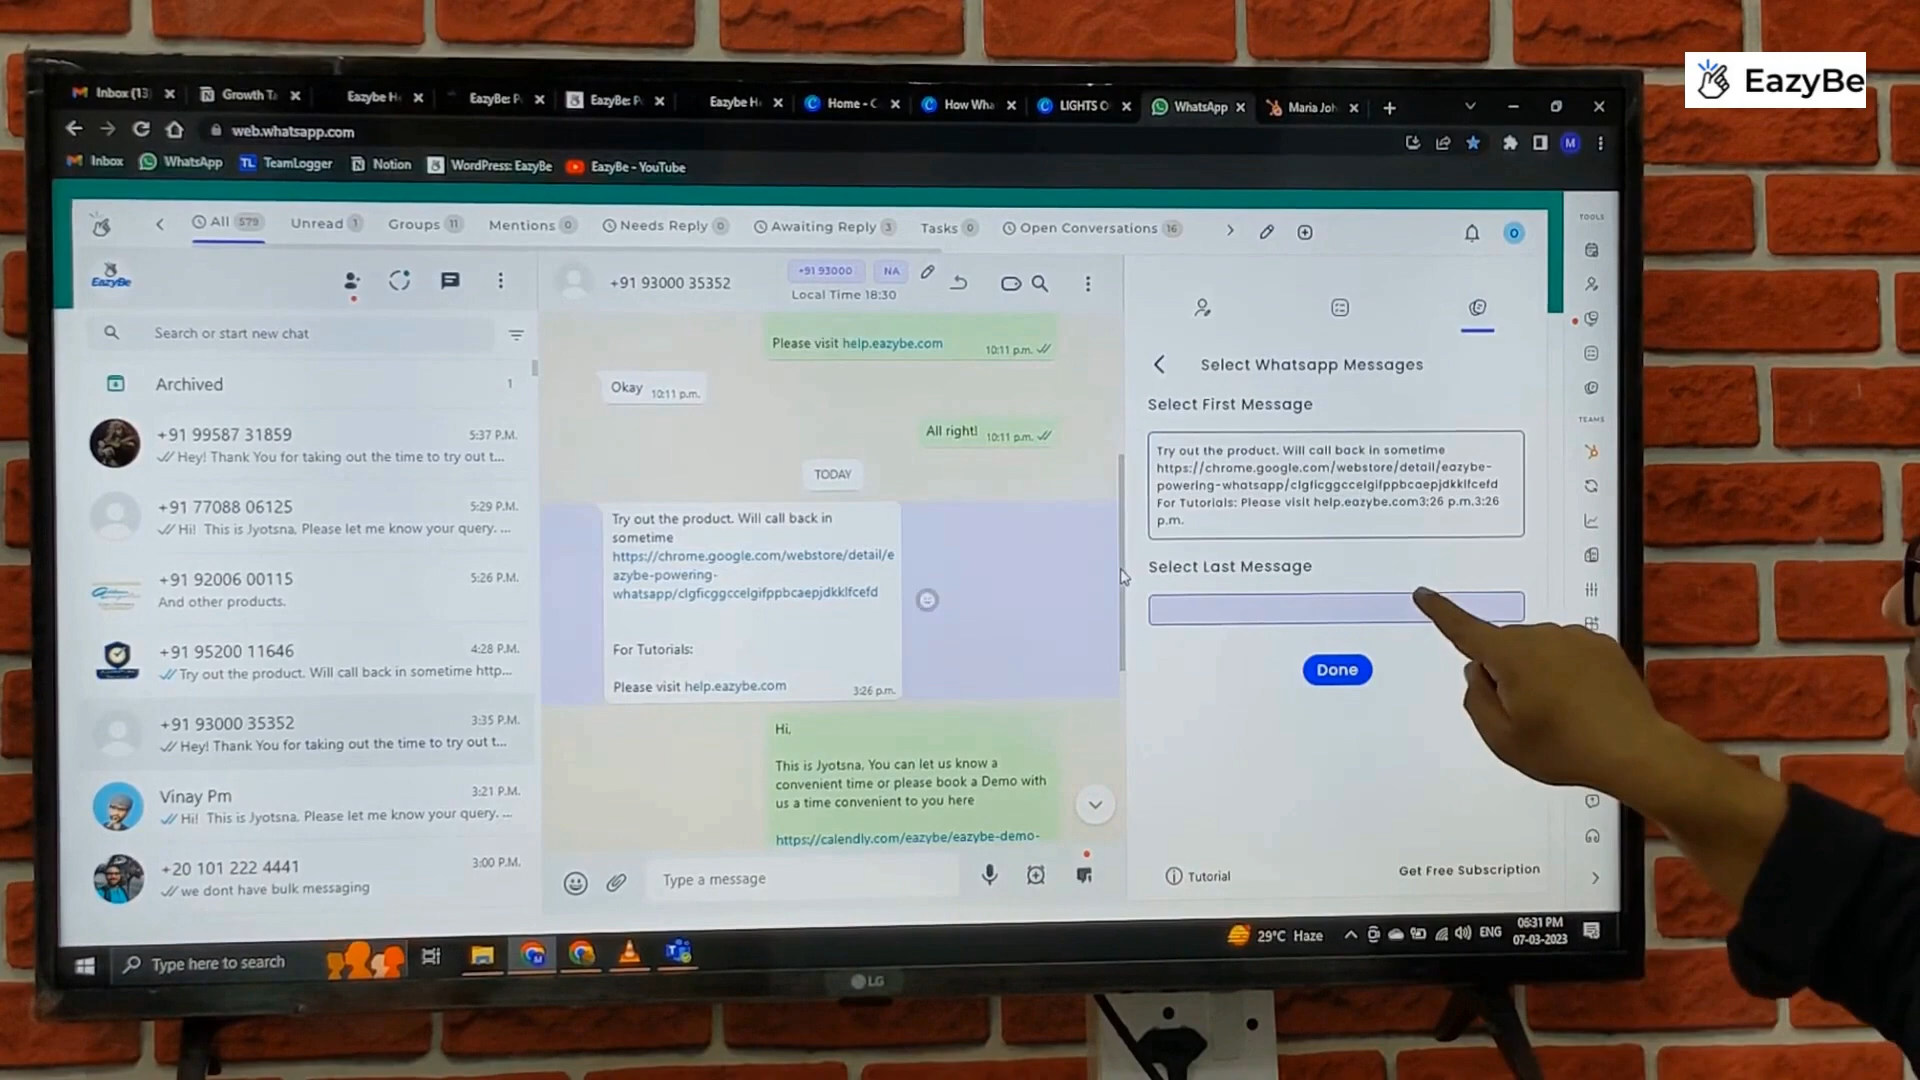 EazyBe
Inbox (13)
Growth T
Eazybe H
EazyBe: P
EazyBe: P
Eazybe H
Home - C
How Wha
LIGHTS O
WhatsApp
Maria Joh
web.whatsapp.com
M
Inbox
WhatsApp
TL TeamLogger
Notion
WordPress: EazyBe
EazyBe - YouTube
All 579
Unread 1
Groups 11
Mentions 0
Needs Reply 0
Awaiting Reply 3
Tasks 0
Open Conversations 16
O
TOOLS
TEAMS
EazyBe
Search or start new chat
Archived 1
+91 99587 31859 5:37 P.M.
Hey! Thank You for taking out the time to try out t...
+91 77088 06125 5:29 P.M.
Hi! This is Jyotsna, Please let me know your query. ...
+91 92006 00115 5:26 P.M.
And other products.
+91 95200 11646 4:28 P.M.
Try out the product. Will call back in sometime http...
+91 93000 35352 3:35 P.M.
Hey! Thank You for taking out the time to try out t...
Vinay Pm 3:21 P.M.
Hi! This is Jyotsna, Please let me know your query. ...
+20 101 222 4441 3:00 P.M.
we dont have bulk messaging
+91 93000 35352
+91 93000
NA
Local Time 18:30
Please visit help.eazybe.com 10:11 p.m.
Okay 10:11 p.m.
All right! 10:11 p.m.
TODAY
Try out the product. Will call back in
sometime
https://chrome.google.com/webstore/detail/e
azybe-powering-
whatsapp/clgficggccelgifppbcaepjdkklfcefd
For Tutorials:
Please visit help.eazybe.com 3:26 p.m.
Hi,
This is Jyotsna, You can let us know a
convenient time or please book a Demo with
us a time convenient to you here
https://calendly.com/eazybe/eazybe-demo-
Type a message
Select Whatsapp Messages
Select First Message
Try out the product. Will call back in sometime
https://chrome.google.com/webstore/detail/eazybe-
powering-whatsapp/clgficggccelgifppbcaepjdkklfcefd
For Tutorials: Please visit help.eazybe.com3:26 p.m.3:26
p.m.
Select Last Message
Done
Tutorial
Get Free Subscription
Type here to search
29°C Haze
ENG
06:31 PM
07-03-2023
LG